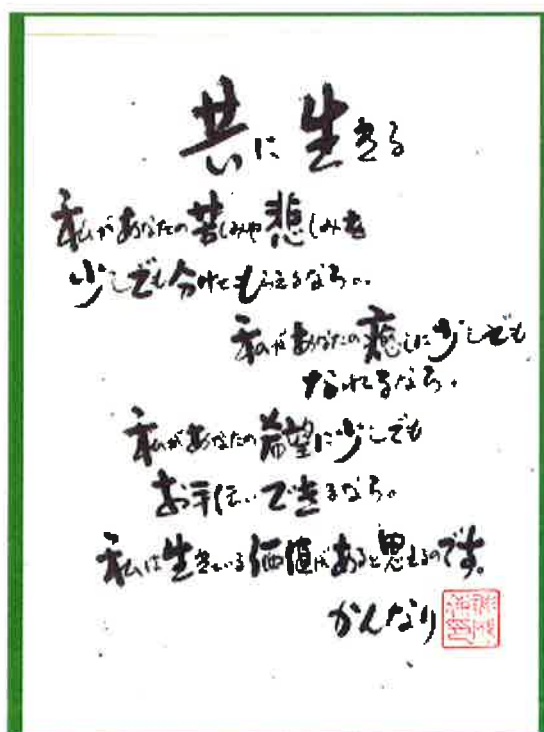 共に生きる
私があなたの苦しみや悲しみを
少しでも分けてもらえるなら。
私があなたの癒しに少しでも
なれるなら。
私があなたの希望に少しでも
お手伝いできるなら。
私は生きている価値があると思えるのです。
かんなり